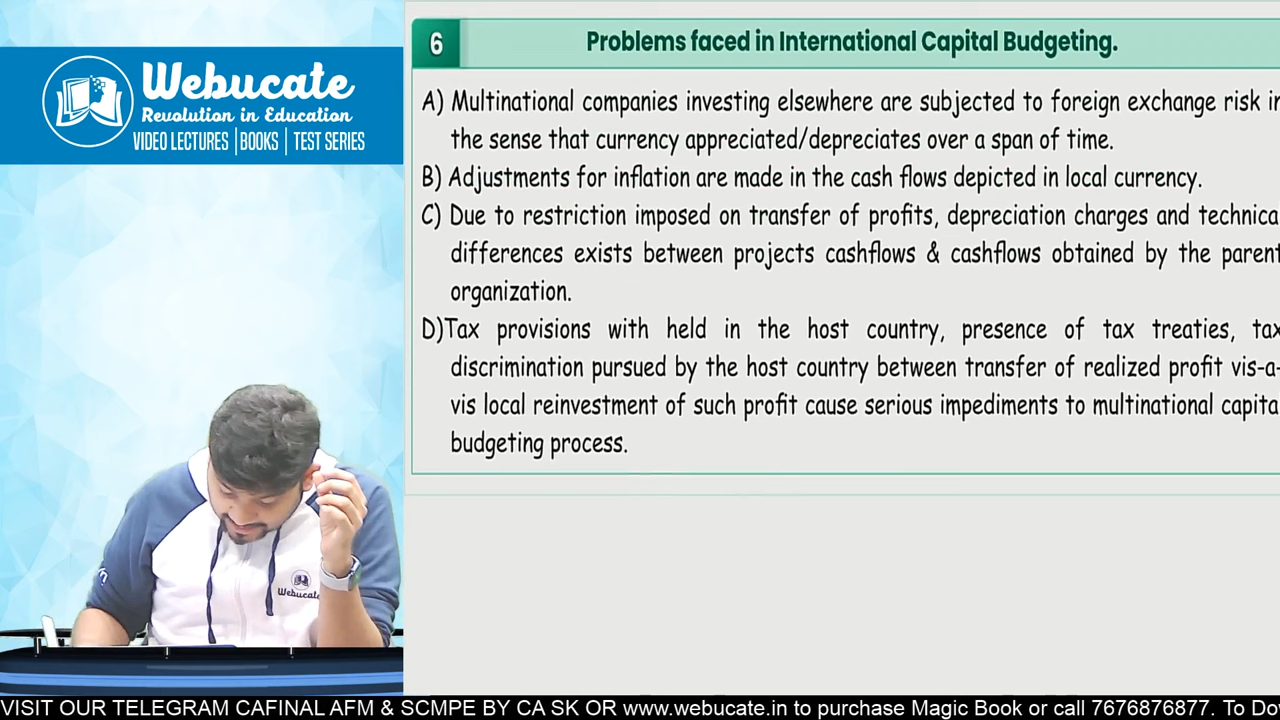 Webucate
Revolution in Education
VIDEO LECTURES | BOOKS | TEST SERIES
6
Problems faced in International Capital Budgeting.
A) Multinational companies investing elsewhere are subjected to foreign exchange risk in
the sense that currency appreciated/depreciates over a span of time.
B) Adjustments for inflation are made in the cash flows depicted in local currency.
C) Due to restriction imposed on transfer of profits, depreciation charges and technica
differences exists between projects cashflows & cashflows obtained by the parent
organization.
D)Tax provisions with held in the host country, presence of tax treaties, tax
discrimination pursued by the host country between transfer of realized profit vis-a-
vis local reinvestment of such profit cause serious impediments to multinational capita
budgeting process.
Webucate
VISIT OUR TELEGRAM CAFINAL AFM & SCMPE BY CA SK OR www.webucate.in to purchase Magic Book or call 7676876877. To Do